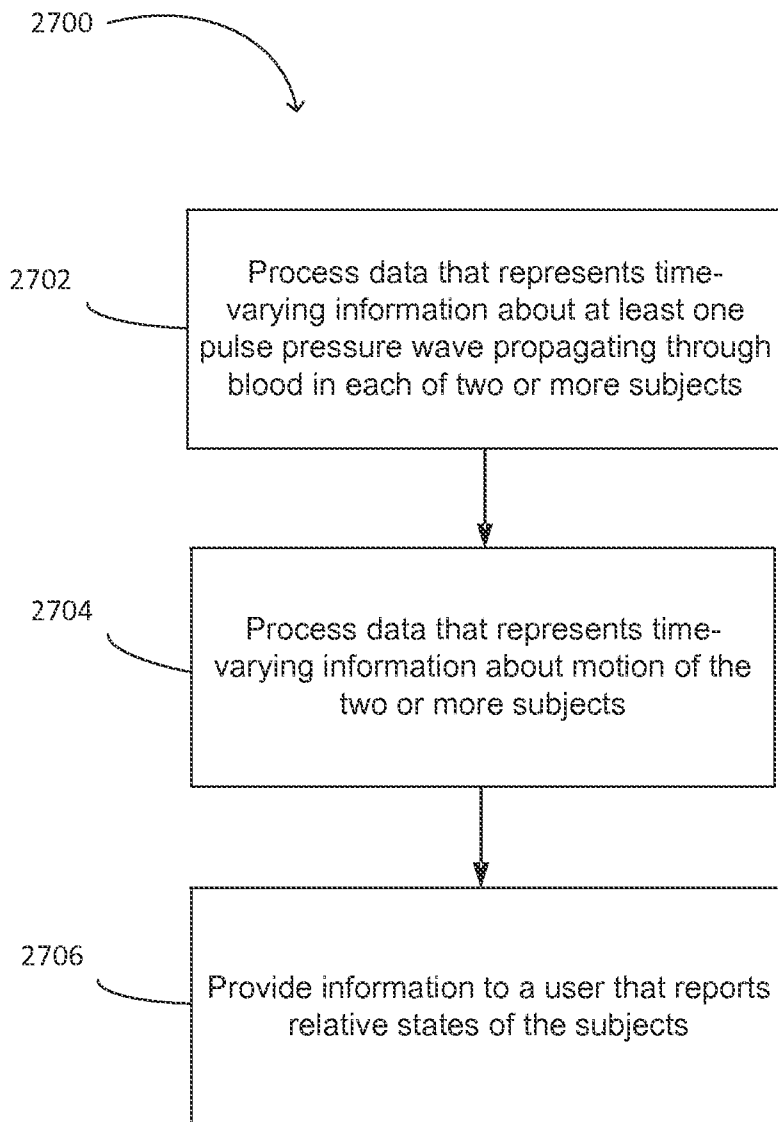 2700
2702
Process data that represents time-
varying information about at least one
pulse pressure wave propagating through
blood in each of two or more subjects
2704
Process data that represents time-
varying information about motion of the
two or more subjects
2706
Provide information to a user that reports
relative states of the subjects